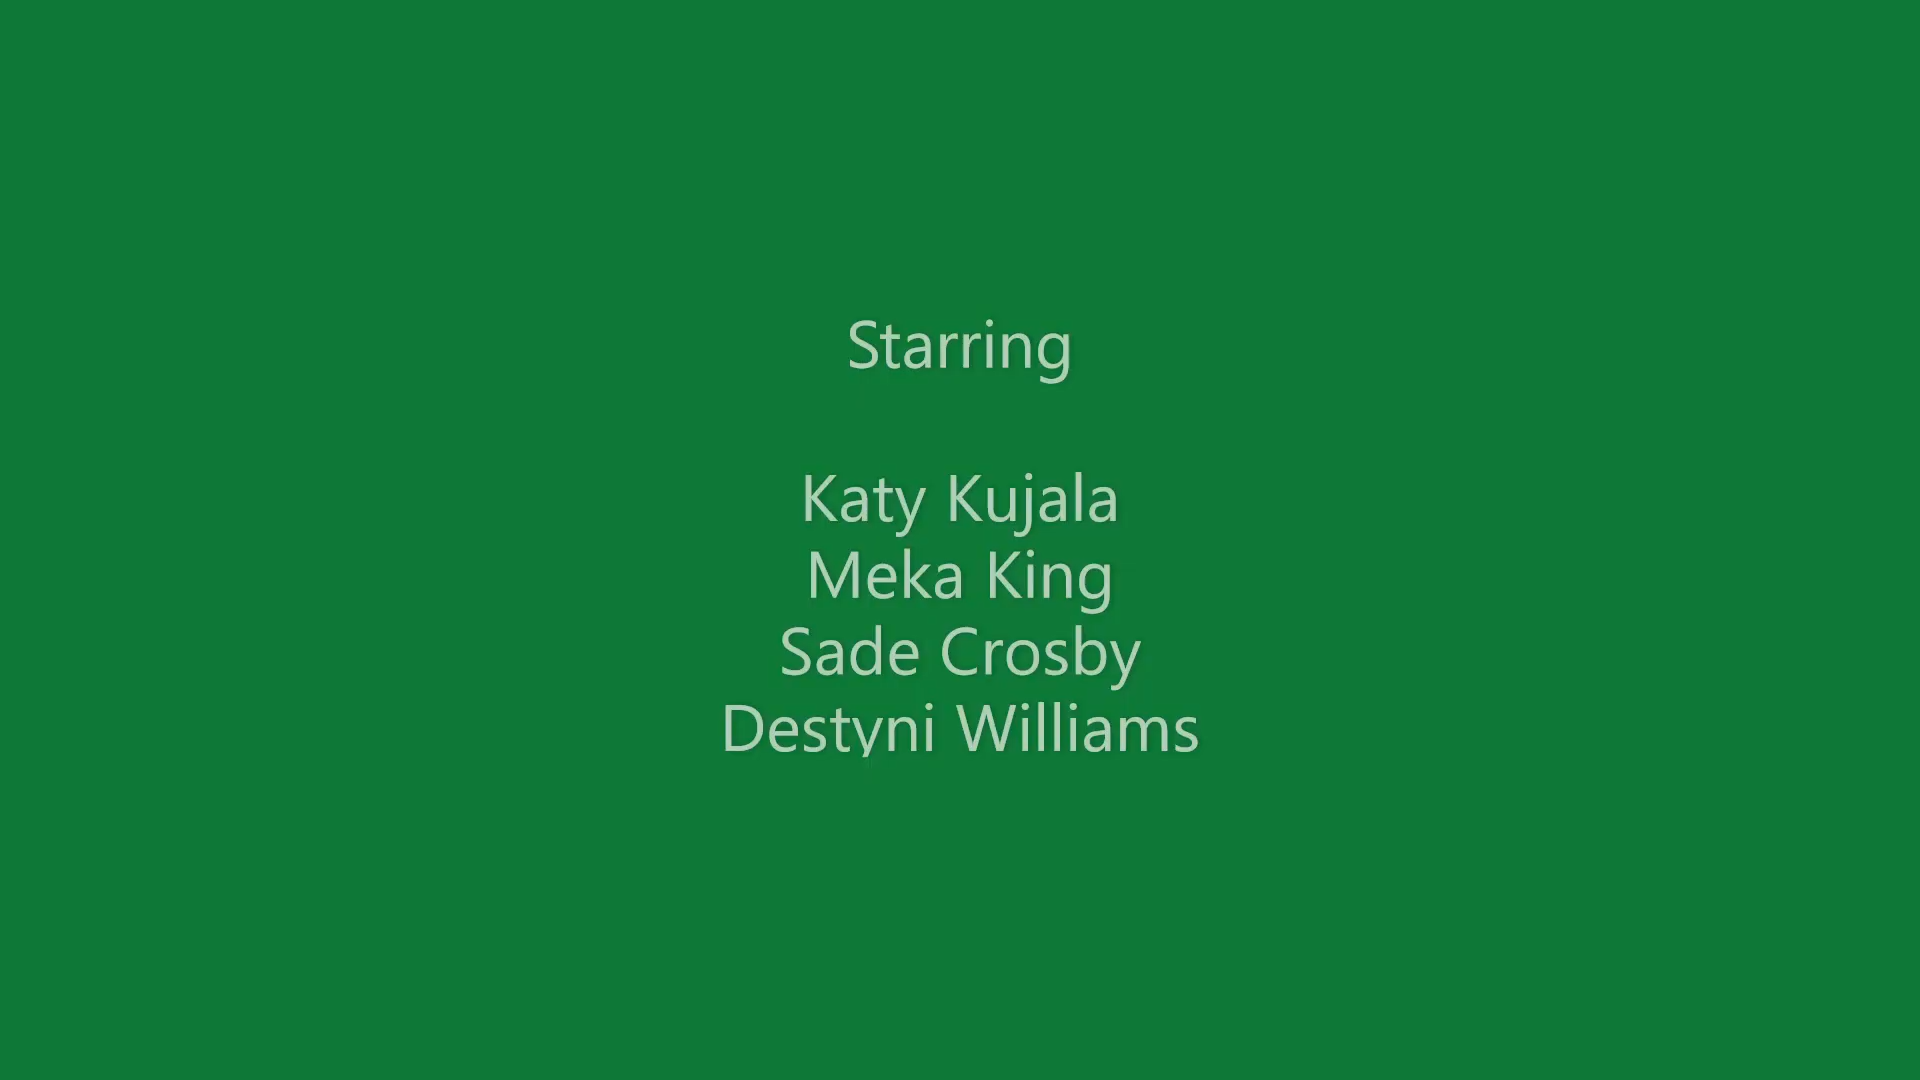 Starring
Katy Kujala
Meka King
Sade Crosby
Destyni Williams